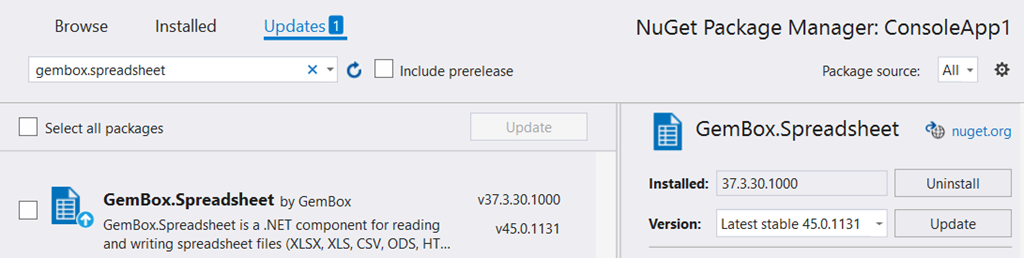 Browse Installed Updates 1
NuGet Package Manager: ConsoleApp1
gembox.spreadsheet
Include prerelease
Package source: All
Select all packages
Update
GemBox.Spreadsheet by GemBox
v37.3.30.1000
GemBox.Spreadsheet is a .NET component for reading
and writing spreadsheet files (XLSX, XLS, CSV, ODS, HT...
v45.0.1131
GemBox.Spreadsheet
nuget.org
Installed: 37.3.30.1000 Uninstall
Version: Latest stable 45.0.1131 Update